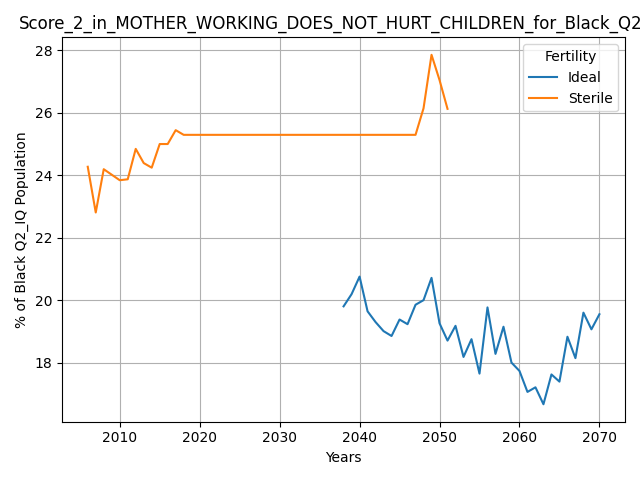 Score_2_in_MOTHER_WORKING_DOES_NOT_HURT_CHILDREN_for_Black_Q2
Fertility
Ideal
Sterile
28
26
24
22
20
18
% of Black Q2_IQ Population
2010 2020 2030 2040 2050 2060 2070
Years